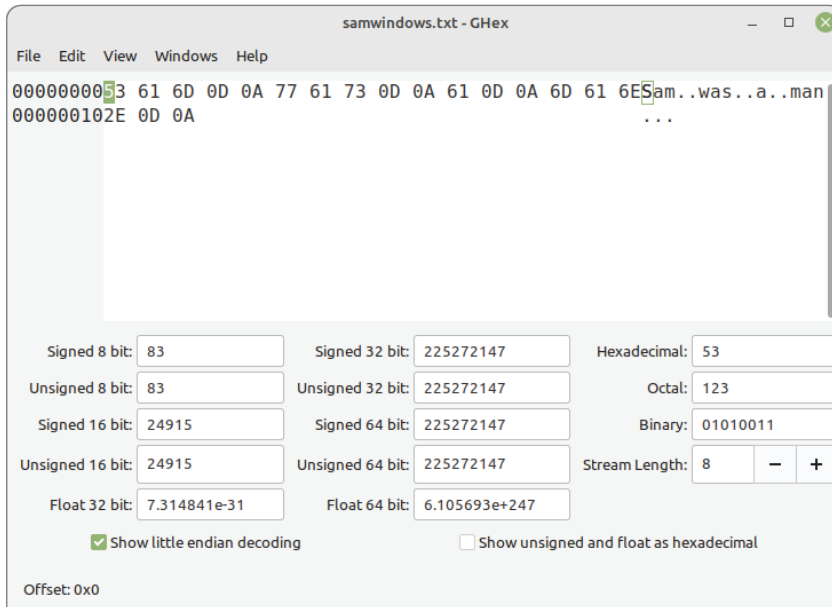 samwindows.txt - GHex
File Edit View Windows Help
00000000 53 61 6D 0D 0A 77 61 73 0D 0A 61 0D 0A 6D 61 6E Sam..was..a..man
00000010 2E 0D 0A ...
Signed 8 bit: 83 Signed 32 bit: 225272147 Hexadecimal: 53
Unsigned 8 bit: 83 Unsigned 32 bit: 225272147 Octal: 123
Signed 16 bit: 24915 Signed 64 bit: 225272147 Binary: 01010011
Unsigned 16 bit: 24915 Unsigned 64 bit: 225272147 Stream Length: 8 − +
Float 32 bit: 7.314841e-31 Float 64 bit: 6.105693e+247
Show little endian decoding Show unsigned and float as hexadecimal
Offset: 0x0